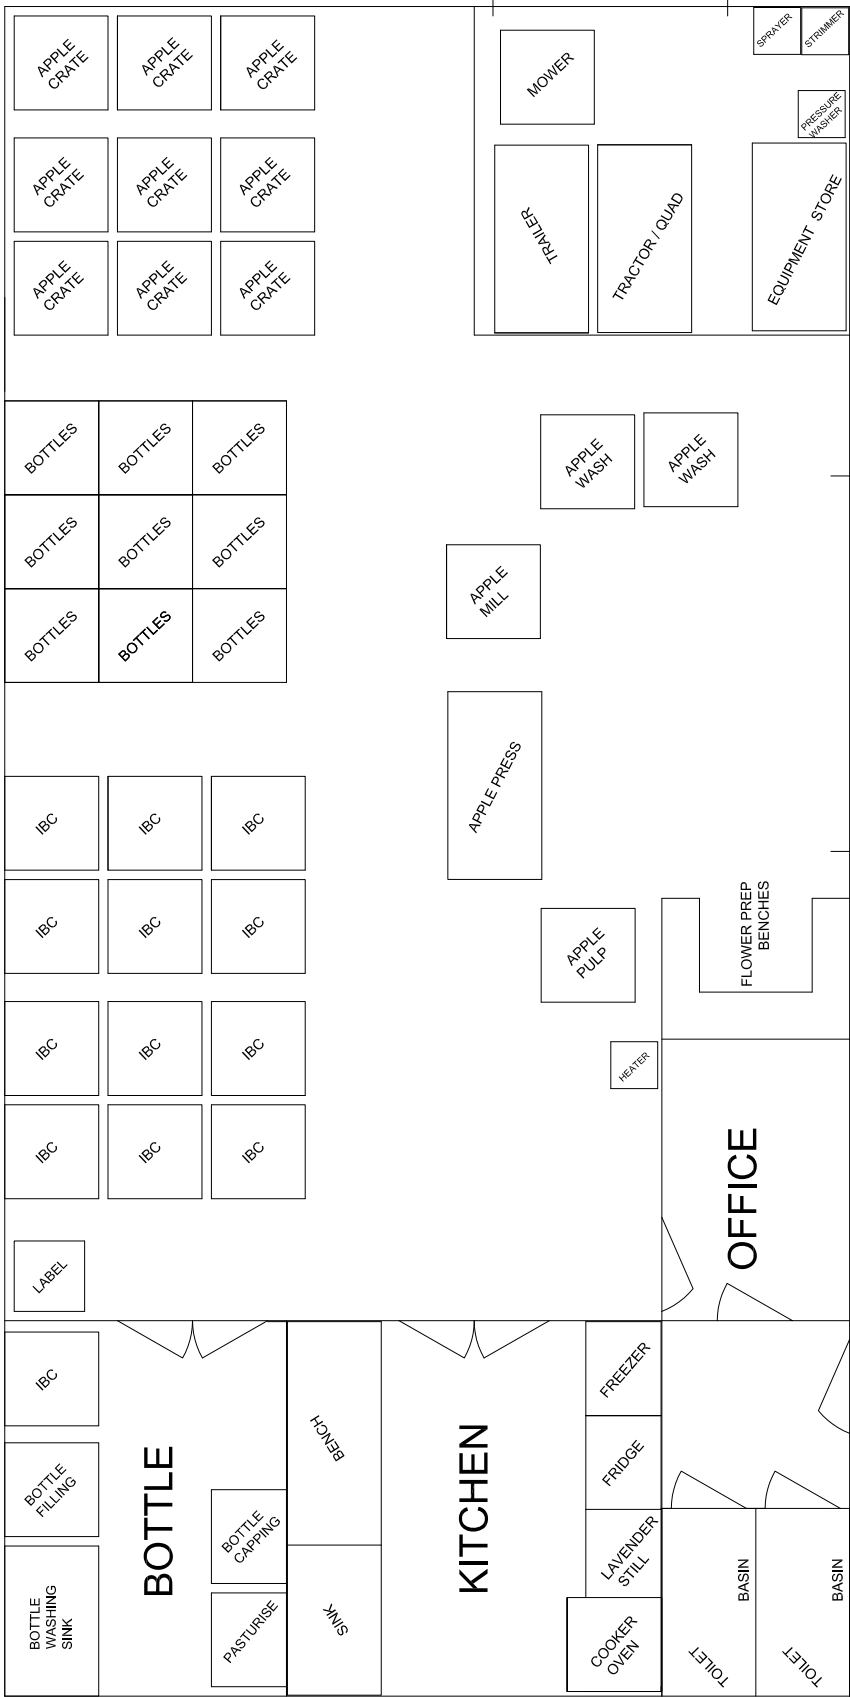 APPLE
CRATE
APPLE
CRATE
APPLE
CRATE
MOWER
SPRAYER
STRIMMER
PRESSURE
WASHER
APPLE
CRATE
APPLE
CRATE
APPLE
CRATE
TRAILER
TRACTOR / QUAD
EQUIPMENT STORE
APPLE
CRATE
APPLE
CRATE
APPLE
CRATE
BOTTLES
BOTTLES
BOTTLES
APPLE
WASH
APPLE
WASH
BOTTLES
BOTTLES
BOTTLES
APPLE
MILL
BOTTLES
BOTTLES
BOTTLES
APPLE PRESS
IBC
IBC
IBC
IBC
IBC
IBC
APPLE
PULP
FLOWER PREP
BENCHES
IBC
IBC
IBC
HEATER
IBC
IBC
IBC
OFFICE
LABEL
IBC
BENCH
FREEZER
BOTTLE
FILLING
BOTTLE
BOTTLE
CAPPING
KITCHEN
FRIDGE
LAVENDER
STILL
BOTTLE
WASHING
SINK
PASTURISE
SINK
COOKER
OVEN
TOILET
BASIN
TOILET
BASIN